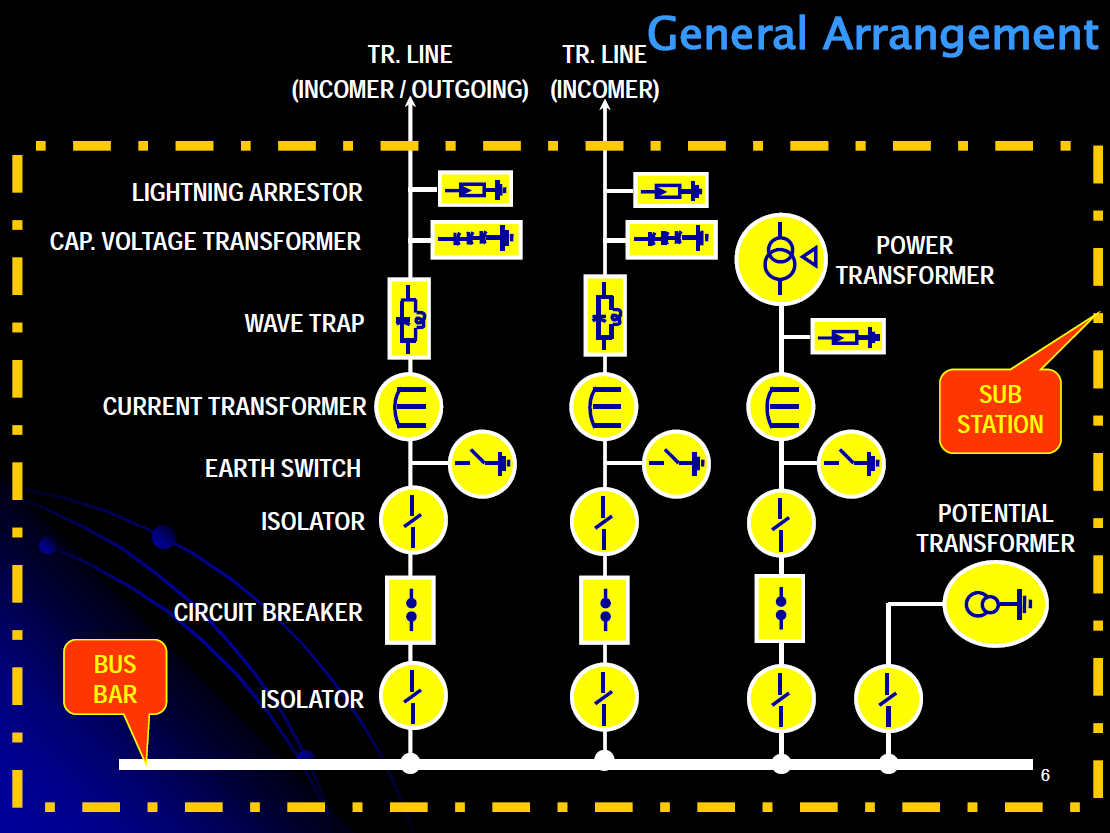 General Arrangement
TR. LINE
(INCOMER / OUTGOING)
TR. LINE
(INCOMER)
LIGHTNING ARRESTOR
CAP. VOLTAGE TRANSFORMER
POWER
TRANSFORMER
WAVE TRAP
CURRENT TRANSFORMER
SUB
STATION
EARTH SWITCH
ISOLATOR
POTENTIAL
TRANSFORMER
CIRCUIT BREAKER
BUS
BAR
ISOLATOR
6